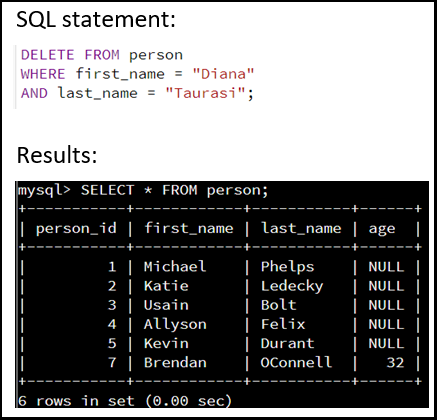 SQL statement:
DELETE FROM person
WHERE first_name = "Diana"
AND last_name = "Taurasi";
Results:
mysql> SELECT * FROM person;
+-----------+------------+-----------+------+
| person_id | first_name | last_name | age |
+-----------+------------+-----------+------+
| 1 | Michael | Phelps | NULL |
| 2 | Katie | Ledecky | NULL |
| 3 | Usain | Bolt | NULL |
| 4 | Allyson | Felix | NULL |
| 5 | Kevin | Durant | NULL |
| 7 | Brendan | OConnell | 32 |
+-----------+------------+-----------+------+
6 rows in set (0.00 sec)